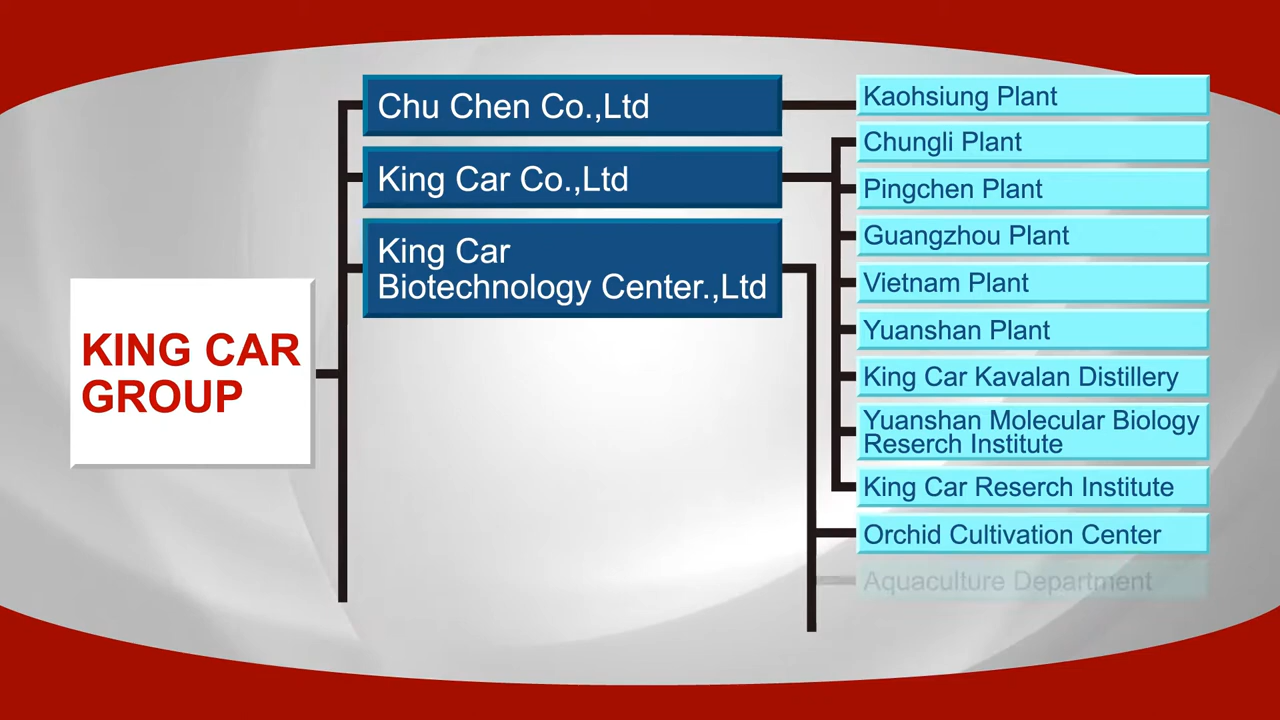 KING CAR
GROUP
Chu Chen Co.,Ltd
King Car Co.,Ltd
King Car
Biotechnology Center.,Ltd
Kaohsiung Plant
Chungli Plant
Pingchen Plant
Guangzhou Plant
Vietnam Plant
Yuanshan Plant
King Car Kavalan Distillery
Yuanshan Molecular Biology
Reserch Institute
King Car Reserch Institute
Orchid Cultivation Center
Aquaculture Department